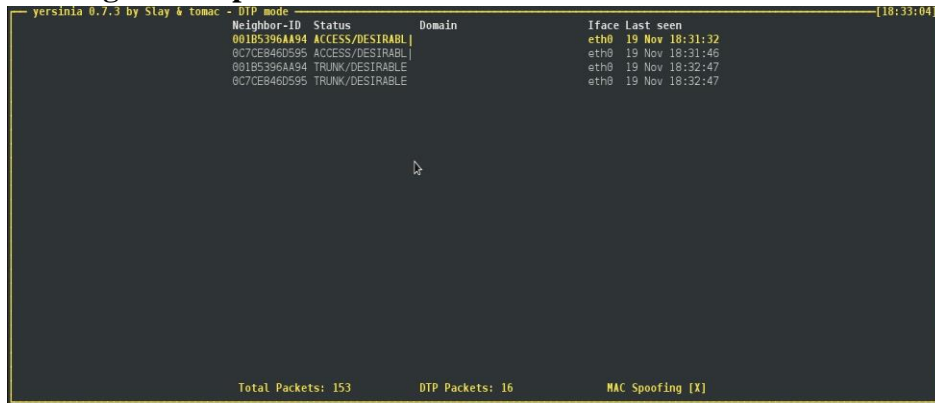 yersinia 0.7.3 by Slay & tomac - DTP mode [18:33:04]
Neighbor-ID Status Domain Iface Last seen
001B5396AA94 ACCESS/DESIRABL| eth0 19 Nov 18:31:32
0C7CE846D595 ACCESS/DESIRABL| eth0 19 Nov 18:31:46
001B5396AA94 TRUNK/DESIRABLE eth0 19 Nov 18:32:47
0C7CE846D595 TRUNK/DESIRABLE eth0 19 Nov 18:32:47
Total Packets: 153 DTP Packets: 16 MAC Spoofing [X]